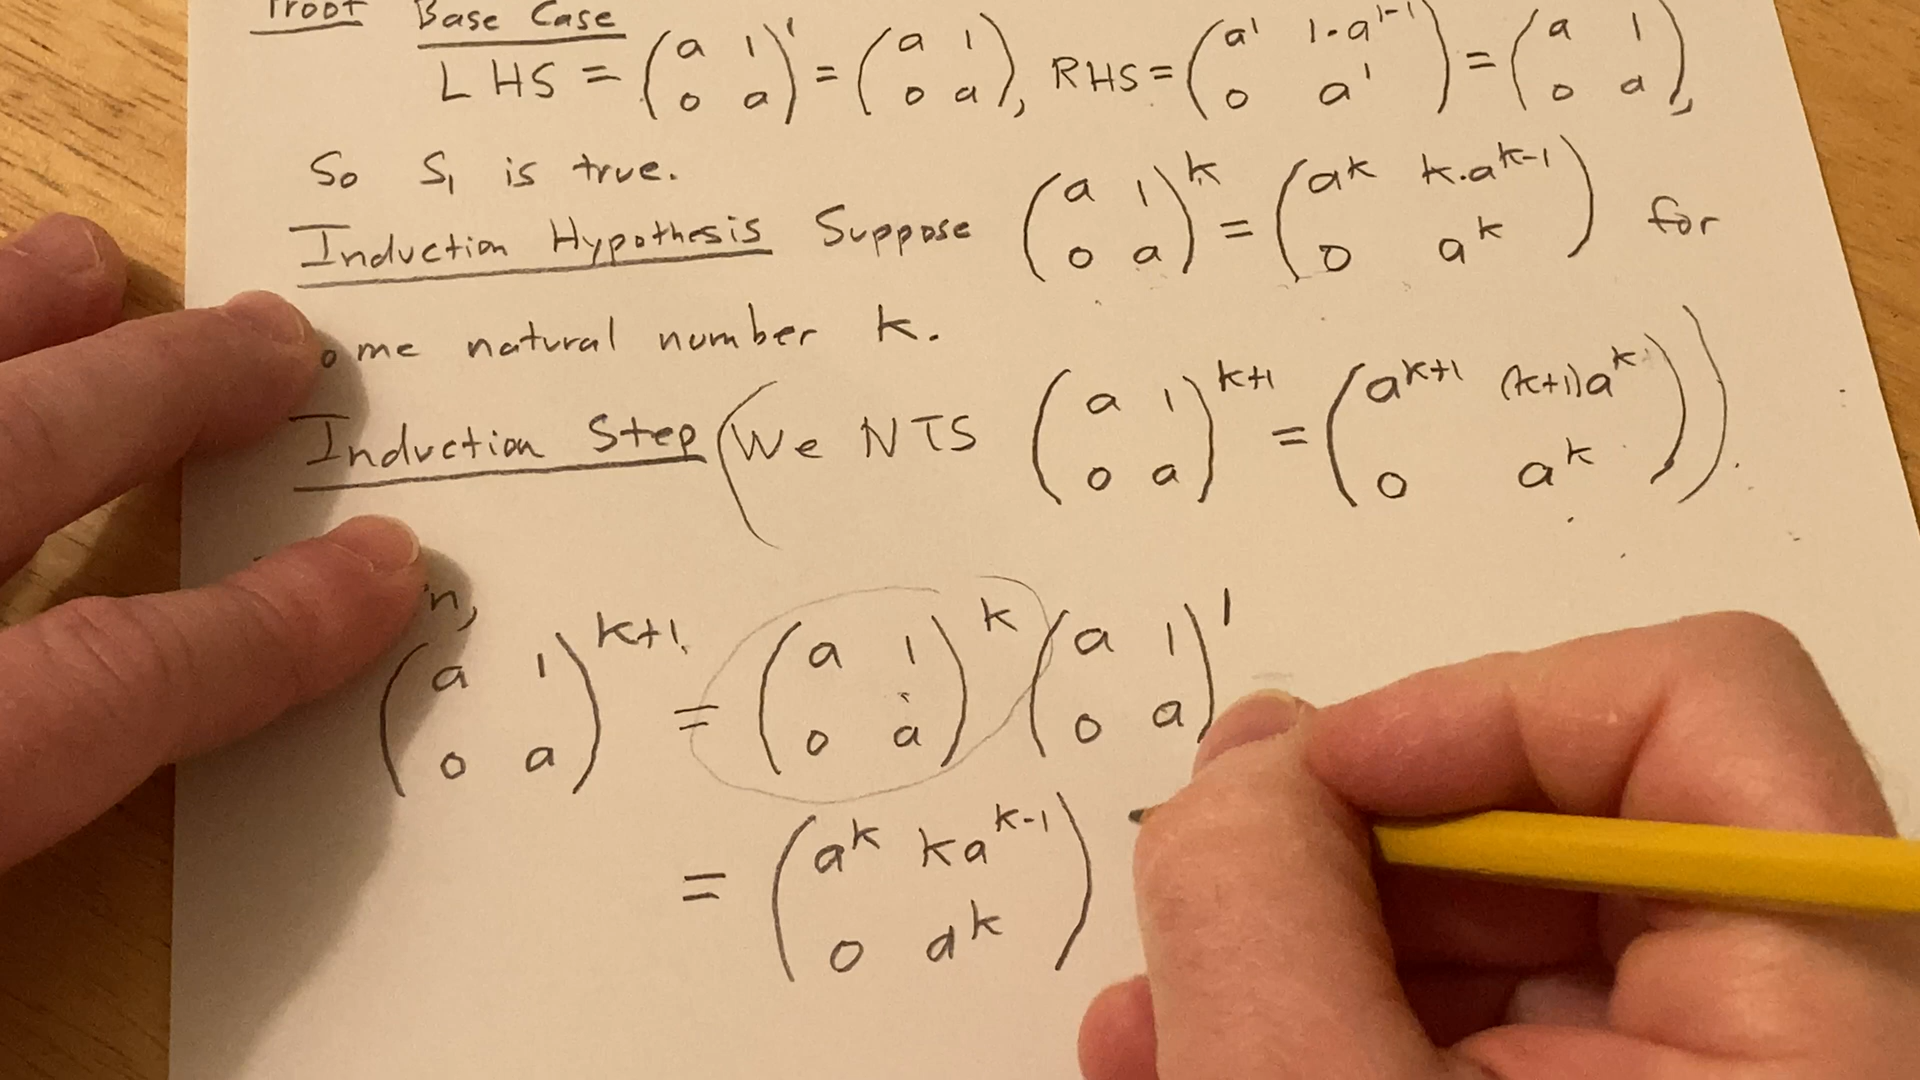 Proof Base Case
LHS = (a 1; 0 a)^1 = (a 1; 0 a), RHS = (a^1 1·a^(1-1); 0 a^1) = (a 1; 0 a),
So S₁ is true.
Induction Hypothesis Suppose (a 1; 0 a)^k = (a^k k·a^(k-1); 0 a^k) for
ome natural number k.
Induction Step (We NTS (a 1; 0 a)^(k+1) = (a^(k+1) (k+1)a^k; 0 a^k))
n,
(a 1; 0 a)^(k+1) = (a 1; 0 a)^k (a 1; 0 a)^1
= (a^k ka^(k-1); 0 a^k)